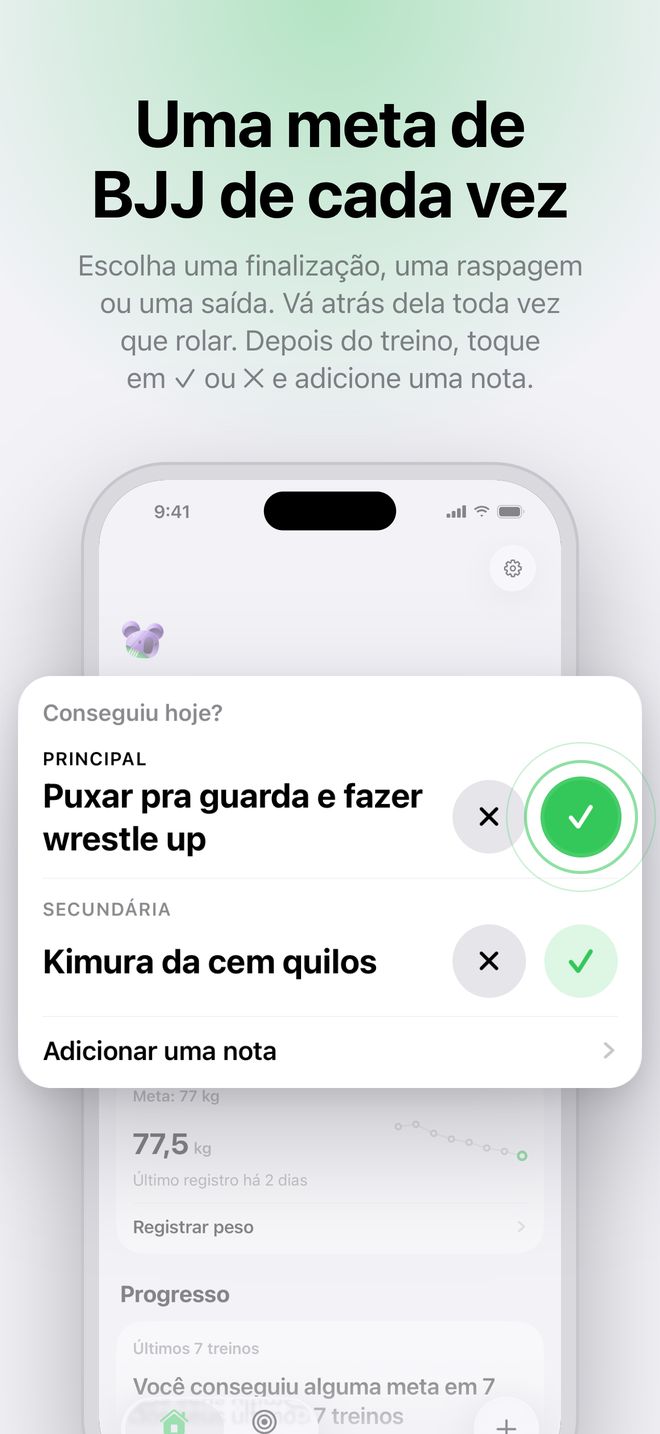 Uma meta de
BJJ de cada vez
Escolha uma finalização, uma raspagem
ou uma saída. Vá atrás dela toda vez
que rolar. Depois do treino, toque
em ✓ ou ✕ e adicione uma nota.
9:41
Conseguiu hoje?
PRINCIPAL
Puxar pra guarda e fazer
wrestle up
SECUNDÁRIA
Kimura da cem quilos
Adicionar uma nota
Meta: 77 kg
77,5 kg
Último registro há 2 dias
Registrar peso
Progresso
Últimos 7 treinos
Você conseguiu alguma meta em 7
7 treinos